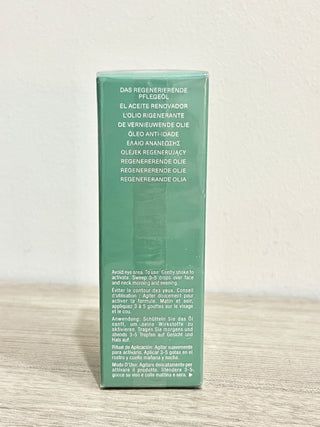 DAS REGENERIERENDE
PFLEGEÖL
EL ACEITE RENOVADOR
L'OLIO RIGENERANTE
DE VERNIEUWENDE OLIE
ÓLEO ANTI-IDADE
ΕΛΑΙΟ ΑΝΑΝΕΩΣΗΣ
OLEJEK REGENERUJĄCY
REGENERERENDE OLIE
REGENERERENDE OLIE
REGENERERANDE OLJA
Avoid eye area. To use: Gently shake to
activate. Sweep 3-5 drops over face
and neck morning and evening.
Éviter le contour des yeux. Conseil
d'utilisation : Agiter doucement pour
activer la formule. Matin et soir,
appliquez 3 à 5 gouttes sur le visage
et le cou.
Anwendung: Schütteln Sie das Öl
sanft, um seine Wirkstoffe zu
aktivieren. Tragen Sie morgens und
abends 3-5 Tropfen auf Gesicht und
Hals auf.
Ritual de Aplicación: Agitar suavemente
para activarlo. Aplicar 3-5 gotas en el
rostro y cuello mañana y noche.
Modo D'Uso: Agitare delicatamente per
attivare il prodotto. Stendere 3-5
gocce su viso e collo mattina e sera.